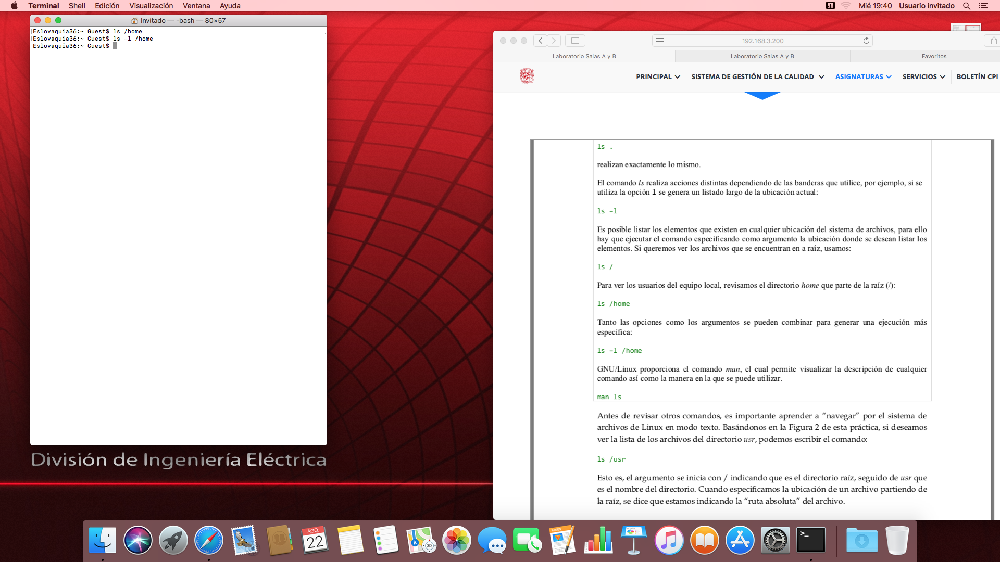 Terminal Shell Edición Visualización Ventana Ayuda Mié 19:40 Usuario invitado
Invitado — -bash — 80×57
[Eslovaquia36:~ Guest$ ls /home ]
[Eslovaquia36:~ Guest$ ls -l /home ]
Eslovaquia36:~ Guest$
División de Ingeniería Eléctrica
192.168.3.200
Laboratorio Salas A y B Laboratorio Salas A y B Favoritos
PRINCIPAL SISTEMA DE GESTIÓN DE LA CALIDAD ASIGNATURAS SERVICIOS BOLETÍN CPI
ls .
realizan exactamente lo mismo.
El comando ls realiza acciones distintas dependiendo de las banderas que utilice, por ejemplo, si se
utiliza la opción l se genera un listado largo de la ubicación actual:
ls -l
Es posible listar los elementos que existen en cualquier ubicación del sistema de archivos, para ello
hay que ejecutar el comando especificando como argumento la ubicación donde se desean listar los
elementos. Si queremos ver los archivos que se encuentran en a raíz, usamos:
ls /
Para ver los usuarios del equipo local, revisamos el directorio home que parte de la raíz (/):
ls /home
Tanto las opciones como los argumentos se pueden combinar para generar una ejecución más
específica:
ls -l /home
GNU/Linux proporciona el comando man, el cual permite visualizar la descripción de cualquier
comando así como la manera en la que se puede utilizar.
man ls
Antes de revisar otros comandos, es importante aprender a “navegar” por el sistema de
archivos de Linux en modo texto. Basándonos en la Figura 2 de esta práctica, si deseamos
ver la lista de los archivos del directorio usr, podemos escribir el comando:
ls /usr
Esto es, el argumento se inicia con / indicando que es el directorio raíz, seguido de usr que
es el nombre del directorio. Cuando especificamos la ubicación de un archivo partiendo de
la raíz, se dice que estamos indicando la “ruta absoluta” del archivo.
AGO.
22
3D
PAGES
>_